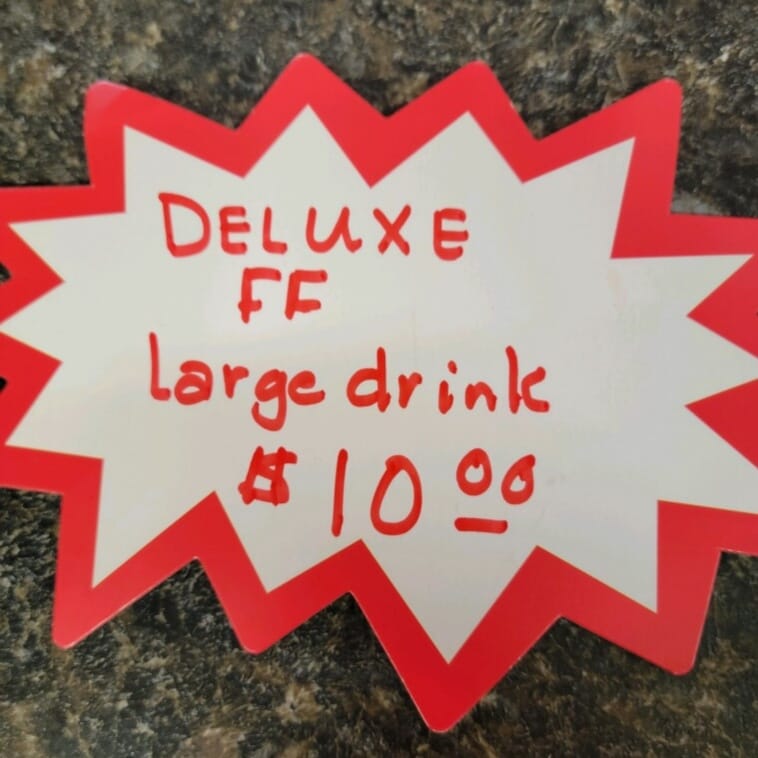 DELUXE
FF
large drink
$10.00